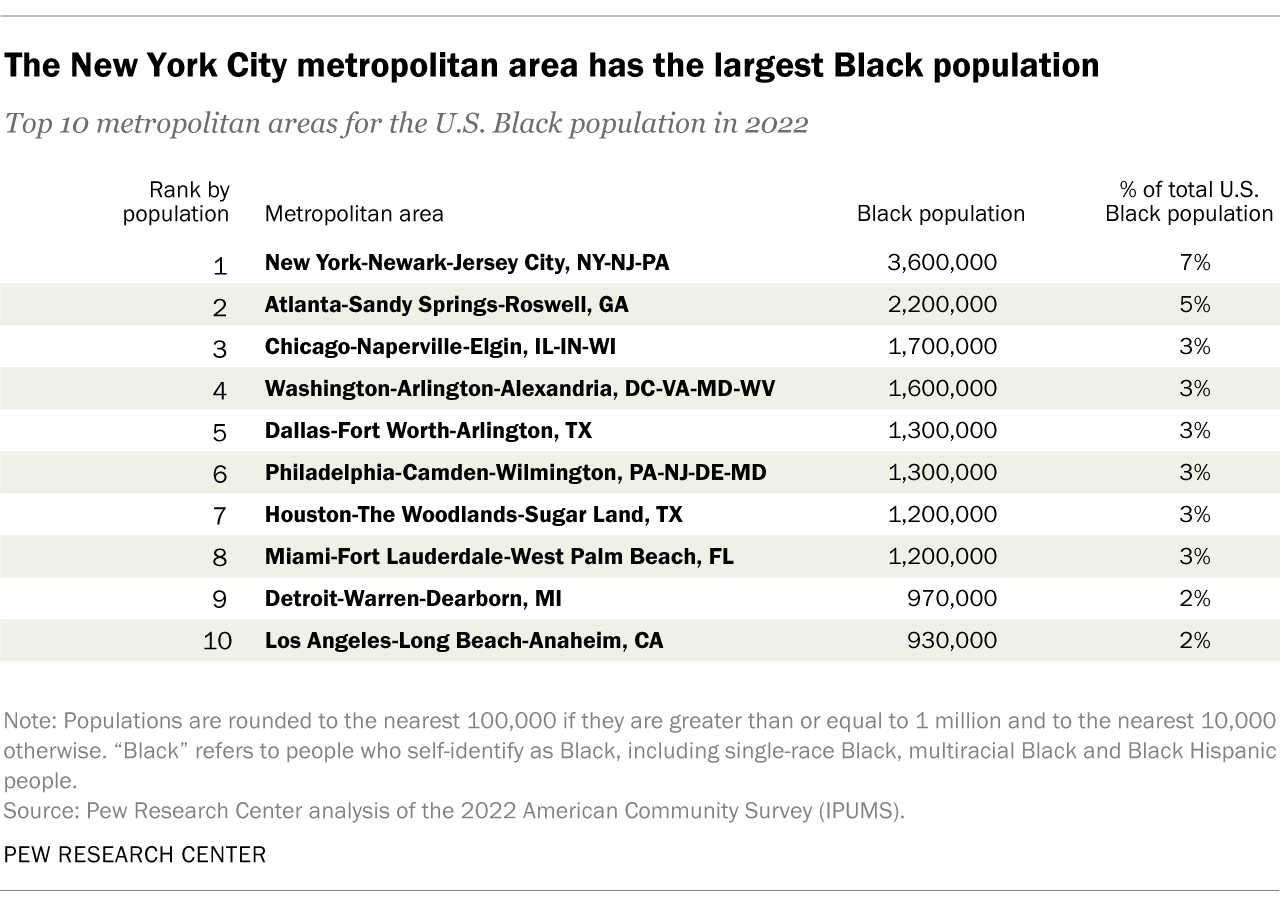 The New York City metropolitan area has the largest Black population
Top 10 metropolitan areas for the U.S. Black population in 2022
Rank by population Metropolitan area Black population % of total U.S. Black population
1 New York-Newark-Jersey City, NY-NJ-PA 3,600,000 7%
2 Atlanta-Sandy Springs-Roswell, GA 2,200,000 5%
3 Chicago-Naperville-Elgin, IL-IN-WI 1,700,000 3%
4 Washington-Arlington-Alexandria, DC-VA-MD-WV 1,600,000 3%
5 Dallas-Fort Worth-Arlington, TX 1,300,000 3%
6 Philadelphia-Camden-Wilmington, PA-NJ-DE-MD 1,300,000 3%
7 Houston-The Woodlands-Sugar Land, TX 1,200,000 3%
8 Miami-Fort Lauderdale-West Palm Beach, FL 1,200,000 3%
9 Detroit-Warren-Dearborn, MI 970,000 2%
10 Los Angeles-Long Beach-Anaheim, CA 930,000 2%
Note: Populations are rounded to the nearest 100,000 if they are greater than or equal to 1 million and to the nearest 10,000
otherwise. “Black” refers to people who self-identify as Black, including single-race Black, multiracial Black and Black Hispanic
people.
Source: Pew Research Center analysis of the 2022 American Community Survey (IPUMS).
PEW RESEARCH CENTER